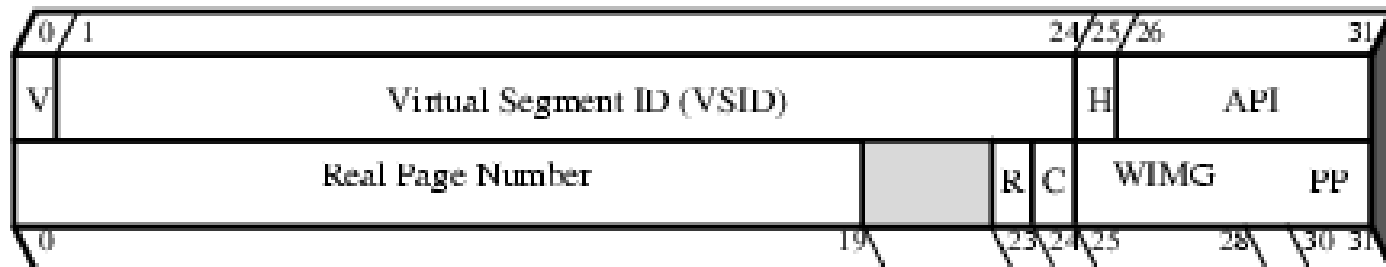 0 1 24 25 26 31
V Virtual Segment ID (VSID) H API
Real Page Number R C WIMG PP
0 19 23 24 25 28 30 31